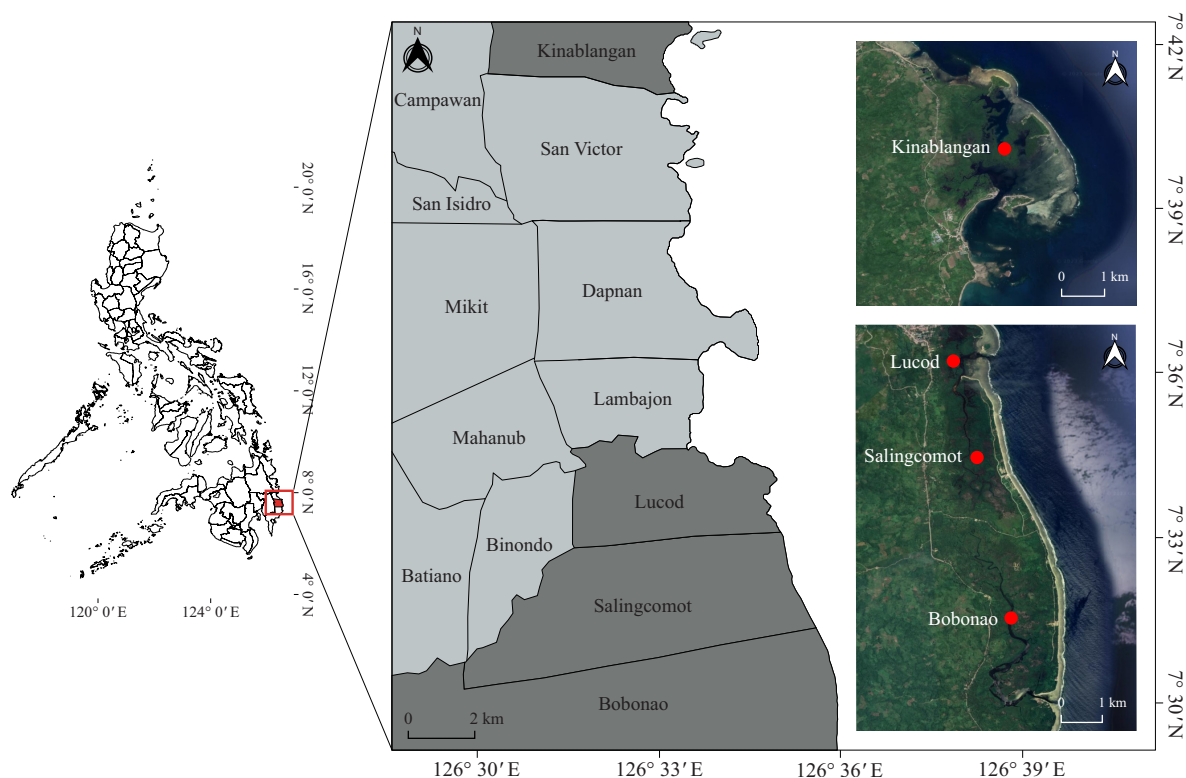 20° 0′ N
16° 0′ N
12° 0′ N
8° 0′ N
4° 0′ N
120° 0′ E
124° 0′ E
N
Kinablangan
Campawan
San Victor
San Isidro
Mikit
Dapnan
Lambajon
Mahanub
Lucod
Binondo
Batiano
Salingcomot
Bobonao
0 2 km
126° 30′ E
126° 33′ E
126° 36′ E
126° 39′ E
N
Kinablangan
0 1 km
N
Lucod
Salingcomot
Bobonao
0 1 km
7° 42′ N
7° 39′ N
7° 36′ N
7° 33′ N
7° 30′ N